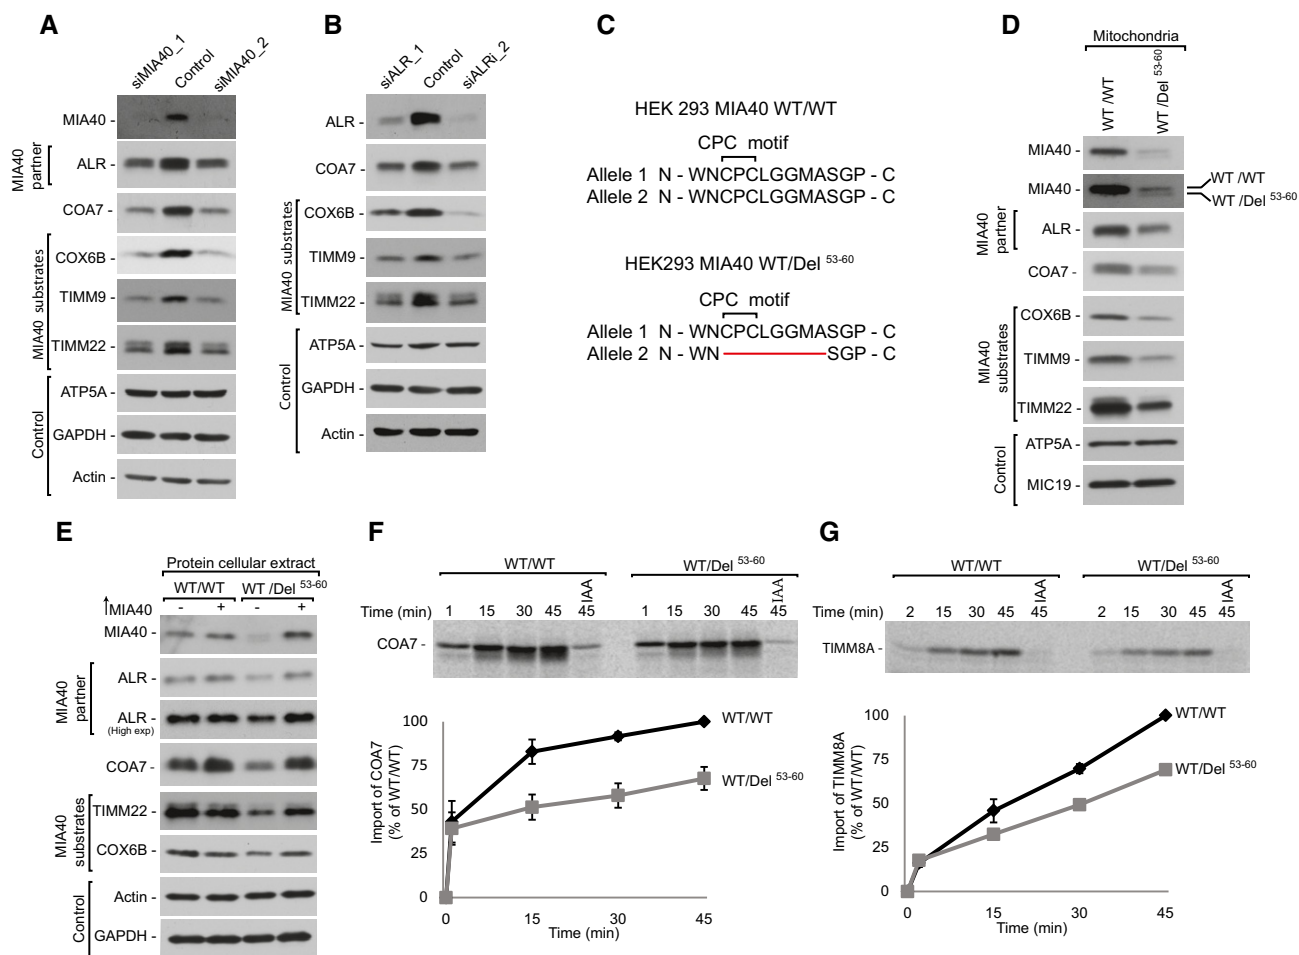 A
siMIA40_1
Control
siMIA40_2
MIA40 -
MIA40 partner
ALR -
COA7 -
MIA40 substrates
COX6B -
TIMM9 -
TIMM22 -
Control
ATP5A -
GAPDH -
Actin -
B
siALR_1
Control
siALRi_2
ALR -
COA7 -
MIA40 substrates
COX6B -
TIMM9 -
TIMM22 -
Control
ATP5A -
GAPDH -
Actin -
C
HEK 293 MIA40 WT/WT
CPC motif
Allele 1 N - WNCPCLGGMASGP - C
Allele 2 N - WNCPCLGGMASGP - C
HEK293 MIA40 WT/Del 53-60
CPC motif
Allele 1 N - WNCPCLGGMASGP - C
Allele 2 N - WN SGP - C
D
Mitochondria
WT /WT
WT /Del 53-60
MIA40 -
MIA40 -
WT /WT
WT /Del 53-60
MIA40 partner
ALR -
COA7 -
MIA40 substrates
COX6B -
TIMM9 -
TIMM22 -
Control
ATP5A -
MIC19 -
E
Protein cellular extract
WT/WT WT /Del 53-60
↑MIA40 - + - +
MIA40 -
MIA40 partner
ALR -
ALR -
(High exp)
COA7 -
MIA40 substrates
TIMM22 -
COX6B -
Control
Actin -
GAPDH -
F
WT/WT WT/Del 53-60
IAA IAA
Time (min) 1 15 30 45 45 1 15 30 45 45
COA7 -
Import of COA7
(% of WT/WT)
100
75
50
25
0
WT/WT
WT/Del 53-60
0 15 30 45
Time (min)
G
WT/WT WT/Del 53-60
IAA IAA
Time (min) 2 15 30 45 45 2 15 30 45 45
TIMM8A -
Import of TIMM8A
(% of WT/WT)
100
75
50
25
0
WT/WT
WT/Del 53-60
0 15 30 45
Time (min)